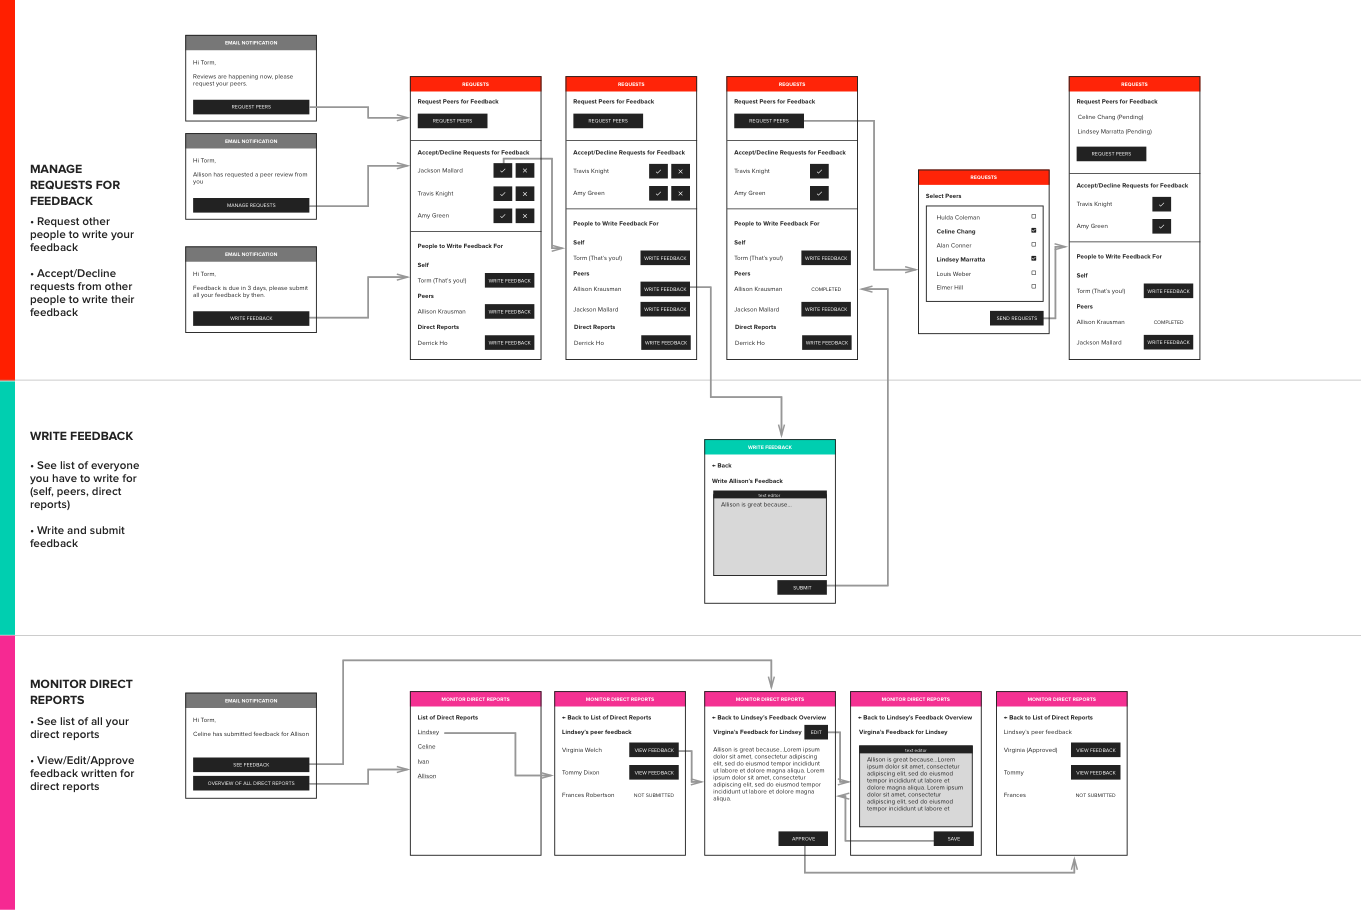 MANAGE
REQUESTS FOR
FEEDBACK
• Request other
people to write your
feedback
• Accept/Decline
requests from other
people to write their
feedback
EMAIL NOTIFICATION
Hi Torm,
Reviews are happening now, please
request your peers.
REQUEST PEERS
EMAIL NOTIFICATION
Hi Torm,
Allison has requested a peer review from
you
MANAGE REQUESTS
EMAIL NOTIFICATION
Hi Torm,
Feedback is due in 3 days, please submit
all your feedback by then.
WRITE FEEDBACK
REQUESTS
Request Peers for Feedback
REQUEST PEERS
Accept/Decline Requests for Feedback
Jackson Mallard
Travis Knight
Amy Green
People to Write Feedback For
Self
Torm (That's you!) WRITE FEEDBACK
Peers
Allison Krausman WRITE FEEDBACK
Direct Reports
Derrick Ho WRITE FEEDBACK
REQUESTS
Request Peers for Feedback
REQUEST PEERS
Accept/Decline Requests for Feedback
Travis Knight
Amy Green
People to Write Feedback For
Self
Torm (That's you!) WRITE FEEDBACK
Peers
Allison Krausman WRITE FEEDBACK
Jackson Mallard WRITE FEEDBACK
Direct Reports
Derrick Ho WRITE FEEDBACK
REQUESTS
Request Peers for Feedback
REQUEST PEERS
Accept/Decline Requests for Feedback
Travis Knight
Amy Green
People to Write Feedback For
Self
Torm (That's you!) WRITE FEEDBACK
Peers
Allison Krausman COMPLETED
Jackson Mallard WRITE FEEDBACK
Direct Reports
Derrick Ho WRITE FEEDBACK
REQUESTS
Select Peers
Hulda Coleman
Celine Chang
Alan Conner
Lindsey Marratta
Louis Weber
Elmer Hill
SEND REQUESTS
REQUESTS
Request Peers for Feedback
Celine Chang (Pending)
Lindsey Marratta (Pending)
REQUEST PEERS
Accept/Decline Requests for Feedback
Travis Knight
Amy Green
People to Write Feedback For
Self
Torm (That's you!) WRITE FEEDBACK
Peers
Allison Krausman COMPLETED
Jackson Mallard WRITE FEEDBACK
WRITE FEEDBACK
• See list of everyone
you have to write for
(self, peers, direct
reports)
• Write and submit
feedback
WRITE FEEDBACK
← Back
Write Allison's Feedback
text editor
Allison is great because...
SUBMIT
MONITOR DIRECT
REPORTS
• See list of all your
direct reports
• View/Edit/Approve
feedback written for
direct reports
EMAIL NOTIFICATION
Hi Torm,
Celine has submitted feedback for Allison
SEE FEEDBACK
OVERVIEW OF ALL DIRECT REPORTS
MONITOR DIRECT REPORTS
List of Direct Reports
Lindsey
Celine
Ivan
Allison
MONITOR DIRECT REPORTS
← Back to List of Direct Reports
Lindsey's peer feedback
Virginia Welch VIEW FEEDBACK
Tommy Dixon VIEW FEEDBACK
Frances Robertson NOT SUBMITTED
MONITOR DIRECT REPORTS
← Back to Lindsey's Feedback Overview
Virgina's Feedback for Lindsey EDIT
Allison is great because...Lorem ipsum
dolor sit amet, consectetur adipiscing
elit, sed do eiusmod tempor incididunt
ut labore et dolore magna aliqua. Lorem
ipsum dolor sit amet, consectetur
adipiscing elit, sed do eiusmod tempor
incididunt ut labore et dolore magna
aliqua.
APPROVE
MONITOR DIRECT REPORTS
← Back to Lindsey's Feedback Overview
Virgina's Feedback for Lindsey
text editor
Allison is great because...Lorem
ipsum dolor sit amet, consectetur
adipiscing elit, sed do eiusmod
tempor incididunt ut labore et
dolore magna aliqua. Lorem ipsum
dolor sit amet, consectetur
adipiscing elit, sed do eiusmod
tempor incididunt ut labore et
SAVE
MONITOR DIRECT REPORTS
← Back to List of Direct Reports
Lindsey's peer feedback
Virginia (Approved) VIEW FEEDBACK
Tommy VIEW FEEDBACK
Frances NOT SUBMITTED